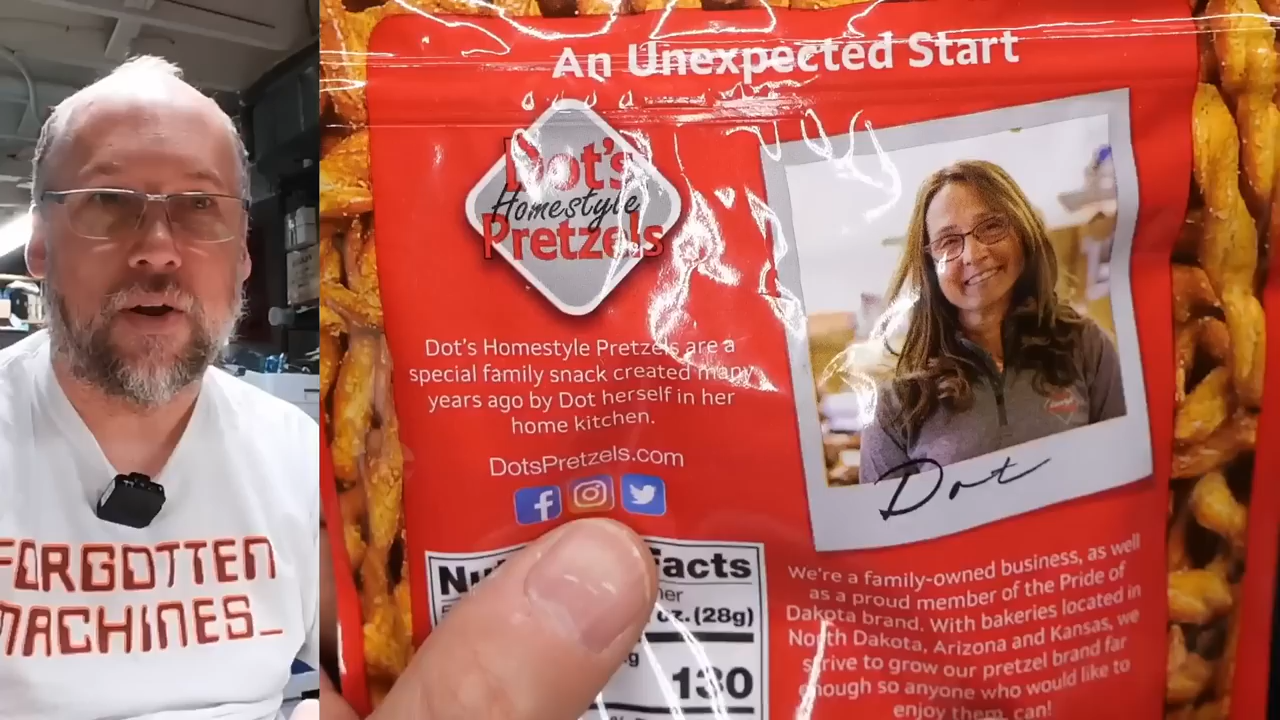 FORGOTTEN
MACHINES_
An Unexpected Start
Dot's
Homestyle
Pretzels
Dot's Homestyle Pretzels are a
special family snack created many
years ago by Dot herself in her
home kitchen.
DotsPretzels.com
Dot
Facts
oz. (28g)
130
We're a family-owned business, as well
as a proud member of the Pride of
Dakota brand. With bakeries located in
North Dakota, Arizona and Kansas, we
strive to grow our pretzel brand far
enough so anyone who would like to
enjoy them can!